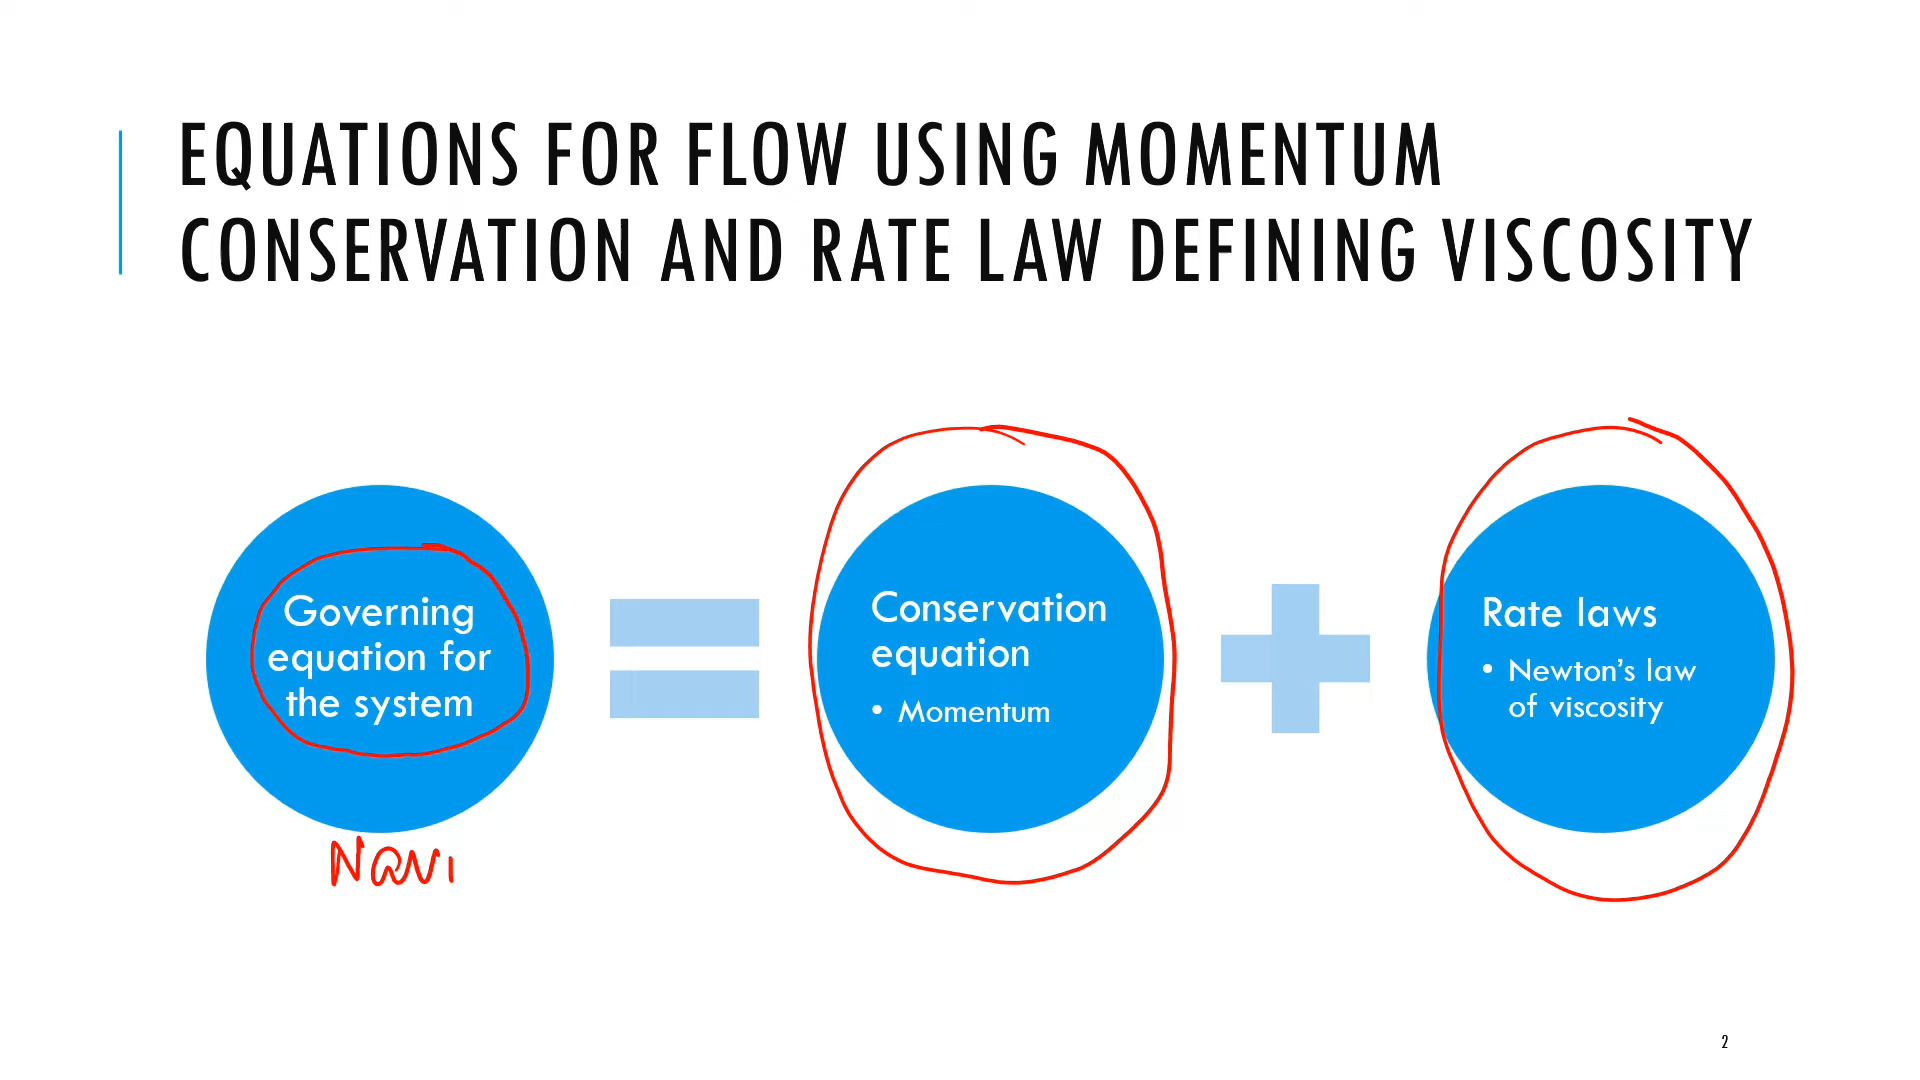 EQUATIONS FOR FLOW USING MOMENTUM
CONSERVATION AND RATE LAW DEFINING VISCOSITY
Governing
equation for
the system
Conservation
equation
• Momentum
Rate laws
• Newton's law
of viscosity
Navi
2